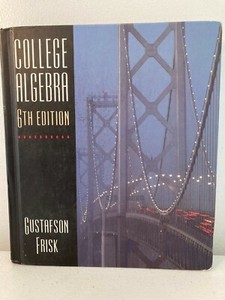 COLLEGE
ALGEBRA
6TH EDITION
GUSTAFSON
FRISK